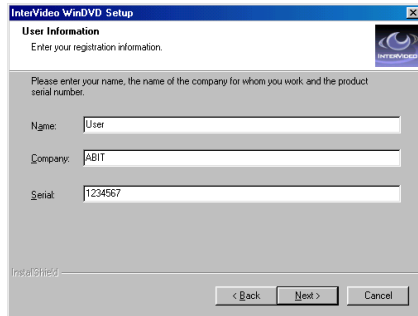 InterVideo WinDVD Setup
User Information
Enter your registration information.
INTERVIDEO
Please enter your name, the name of the company for whom you work and the product
serial number.
Name: User
Company: ABIT
Serial: 1234567
InstallShield
< Back Next > Cancel